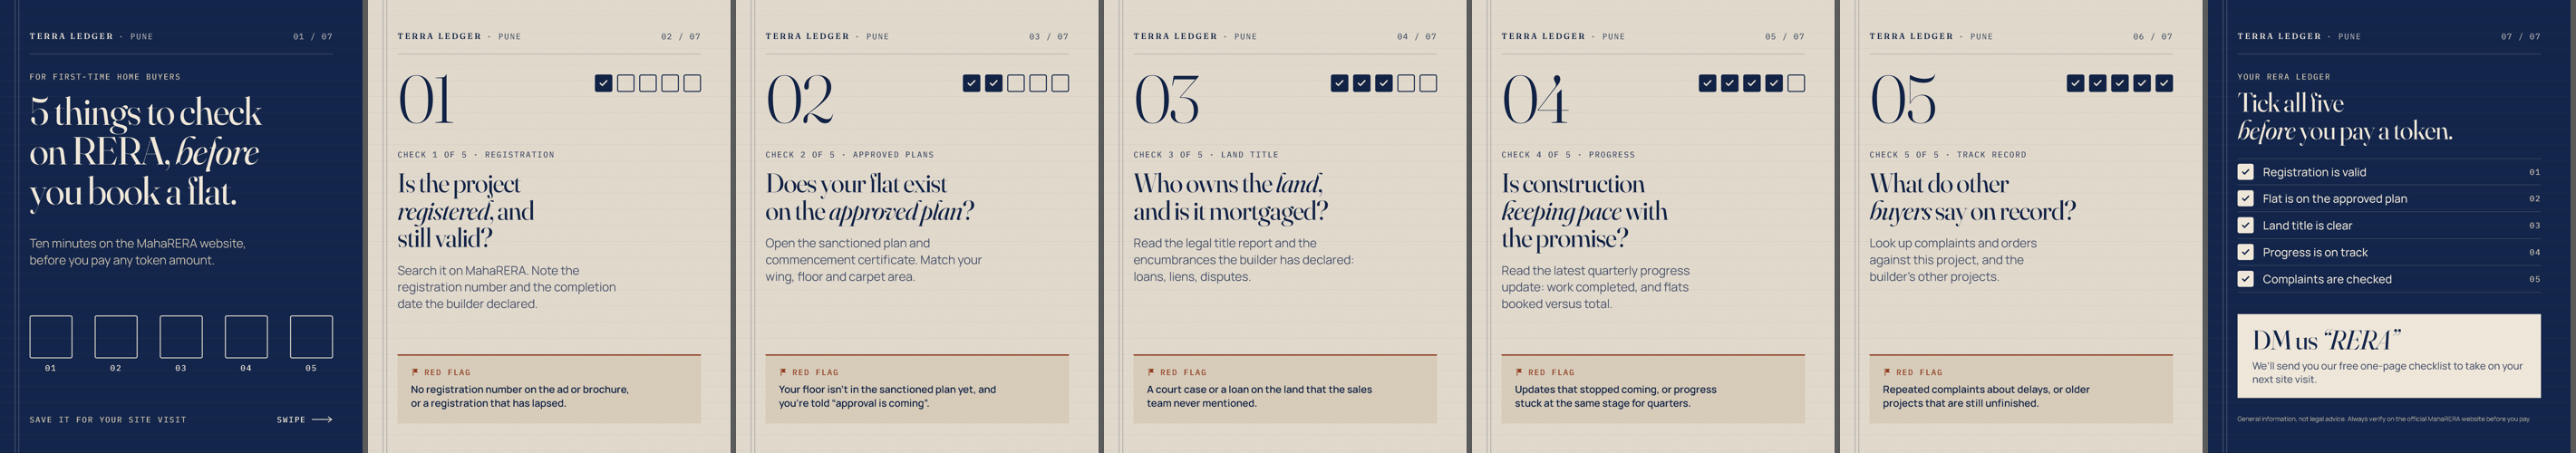 TERRA LEDGER · PUNE
01 / 07
FOR FIRST-TIME HOME BUYERS
5 things to check
on RERA, before
you book a flat.
Ten minutes on the MahaRERA website,
before you pay any token amount.
01 02 03 04 05
SAVE IT FOR YOUR SITE VISIT
SWIPE
TERRA LEDGER · PUNE
02 / 07
01
CHECK 1 OF 5 · REGISTRATION
Is the project
registered, and
still valid?
Search it on MahaRERA. Note the
registration number and the completion
date the builder declared.
RED FLAG
No registration number on the ad or brochure,
or a registration that has lapsed.
TERRA LEDGER · PUNE
03 / 07
02
CHECK 2 OF 5 · APPROVED PLANS
Does your flat exist
on the approved plan?
Open the sanctioned plan and
commencement certificate. Match your
wing, floor and carpet area.
RED FLAG
Your floor isn't in the sanctioned plan yet, and
you're told “approval is coming”.
TERRA LEDGER · PUNE
04 / 07
03
CHECK 3 OF 5 · LAND TITLE
Who owns the land,
and is it mortgaged?
Read the legal title report and the
encumbrances the builder has declared:
loans, liens, disputes.
RED FLAG
A court case or a loan on the land that the sales
team never mentioned.
TERRA LEDGER · PUNE
05 / 07
04
CHECK 4 OF 5 · PROGRESS
Is construction
keeping pace with
the promise?
Read the latest quarterly progress
update: work completed, and flats
booked versus total.
RED FLAG
Updates that stopped coming, or progress
stuck at the same stage for quarters.
TERRA LEDGER · PUNE
06 / 07
05
CHECK 5 OF 5 · TRACK RECORD
What do other
buyers say on record?
Look up complaints and orders
against this project, and the
builder's other projects.
RED FLAG
Repeated complaints about delays, or older
projects that are still unfinished.
TERRA LEDGER · PUNE
07 / 07
YOUR RERA LEDGER
Tick all five
before you pay a token.
Registration is valid 01
Flat is on the approved plan 02
Land title is clear 03
Progress is on track 04
Complaints are checked 05
DM us “RERA”
We'll send you our free one-page checklist to take on your
next site visit.
General information, not legal advice. Always verify on the official MahaRERA website before you pay.